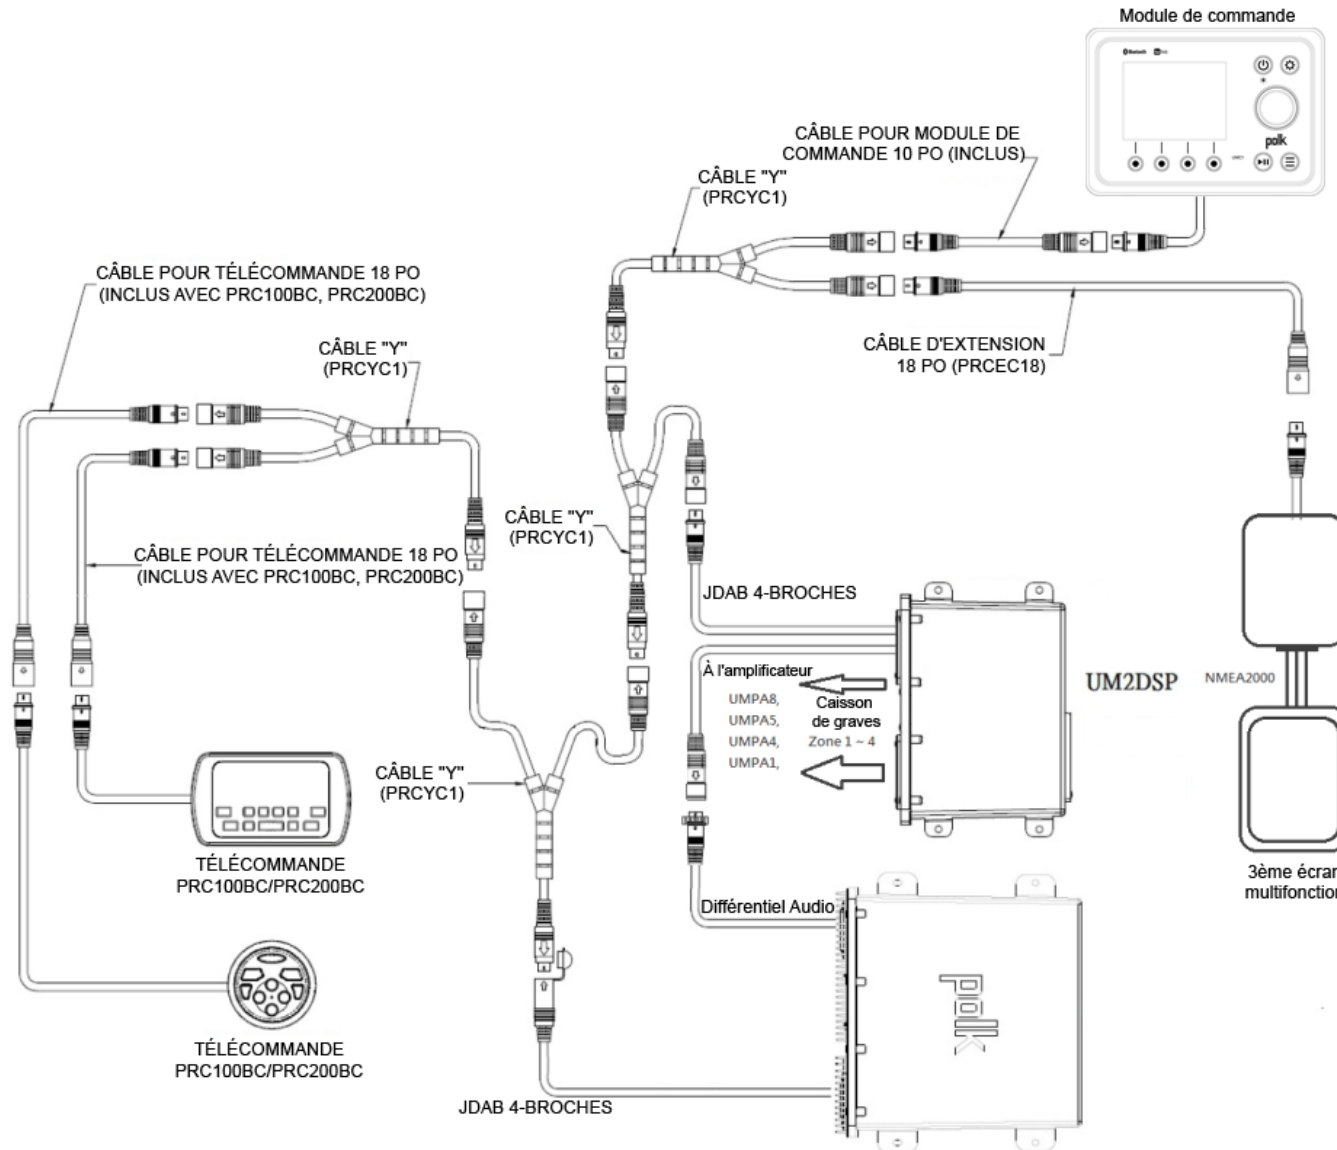 Module de commande
Bluetooth
polk
CÂBLE POUR MODULE DE
COMMANDE 10 PO (INCLUS)
CÂBLE "Y"
(PRCYC1)
CÂBLE POUR TÉLÉCOMMANDE 18 PO
(INCLUS AVEC PRC100BC, PRC200BC)
CÂBLE "Y"
(PRCYC1)
CÂBLE D'EXTENSION
18 PO (PRCEC18)
CÂBLE "Y"
(PRCYC1)
CÂBLE POUR TÉLÉCOMMANDE 18 PO
(INCLUS AVEC PRC100BC, PRC200BC)
JDAB 4-BROCHES
À l'amplificateur
UMPA8,
UMPA5,
UMPA4,
UMPA1,
Caisson
de graves
Zone 1 ~ 4
UM2DSP
NMEA2000
CÂBLE "Y"
(PRCYC1)
TÉLÉCOMMANDE
PRC100BC/PRC200BC
3ème écran
multifonction
Différentiel Audio
polk
TÉLÉCOMMANDE
PRC100BC/PRC200BC
JDAB 4-BROCHES